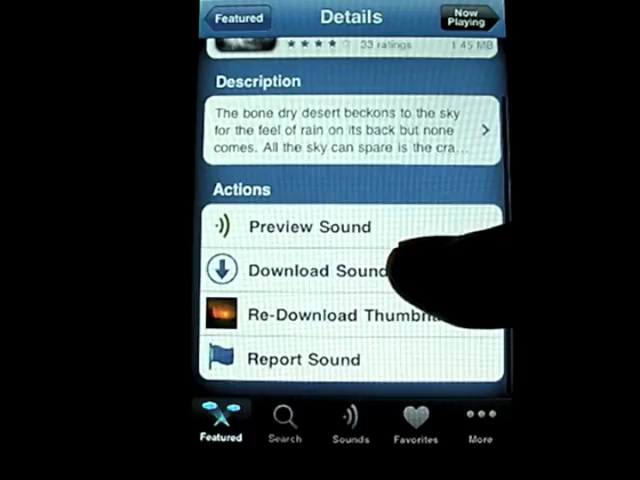 Featured
Details
Now
Playing
33 ratings
1.45 MB
Description
The bone dry desert beckons to the sky
for the feel of rain on its back but none
comes. All the sky can spare is the cra...
Actions
Preview Sound
Download Sound
Re-Download Thumbn
Report Sound
Featured
Search
Sounds
Favorites
More